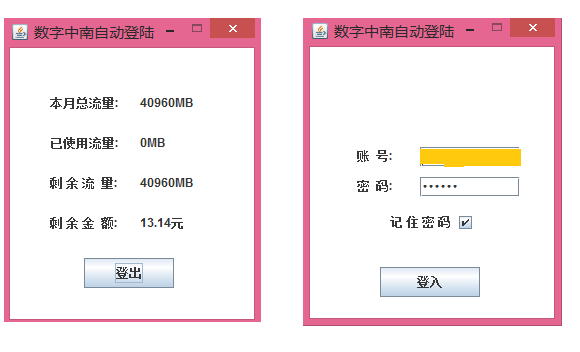 数字中南自动登陆
本月总流量: 40960MB
已使用流量: 0MB
剩 余 流 量: 40960MB
剩 余 金 额: 13.14元
登出
数字中南自动登陆
账 号:
密 码: ••••••
记 住 密 码
登入